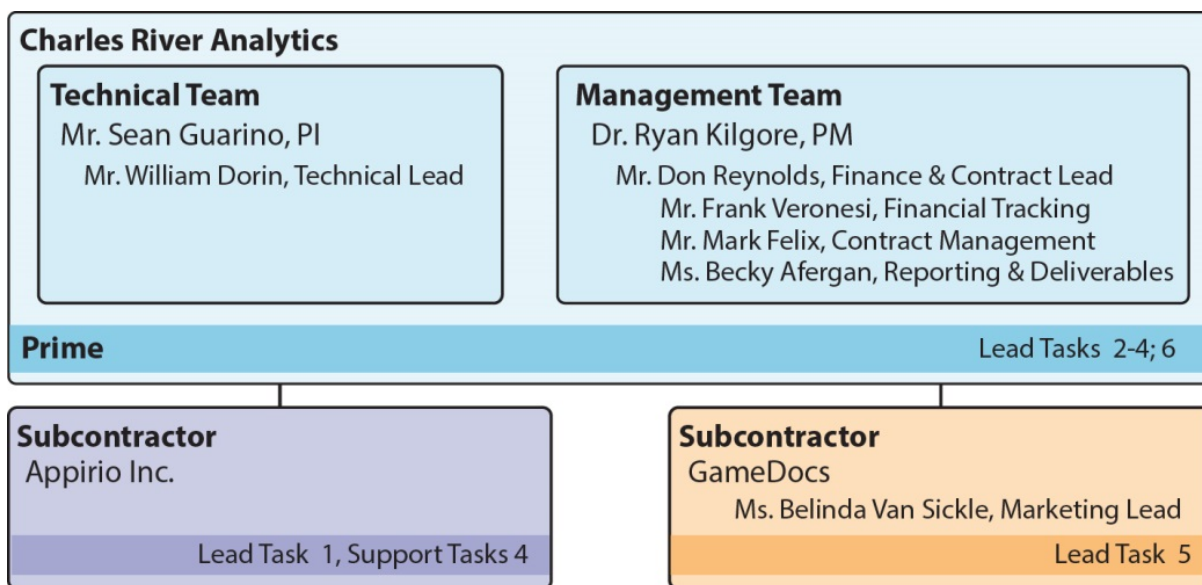 Charles River Analytics
Technical Team
Mr. Sean Guarino, PI
Mr. William Dorin, Technical Lead
Management Team
Dr. Ryan Kilgore, PM
Mr. Don Reynolds, Finance & Contract Lead
Mr. Frank Veronesi, Financial Tracking
Mr. Mark Felix, Contract Management
Ms. Becky Afergan, Reporting & Deliverables
Prime
Lead Tasks 2-4; 6
Subcontractor
Appirio Inc.
Lead Task 1, Support Tasks 4
Subcontractor
GameDocs
Ms. Belinda Van Sickle, Marketing Lead
Lead Task 5